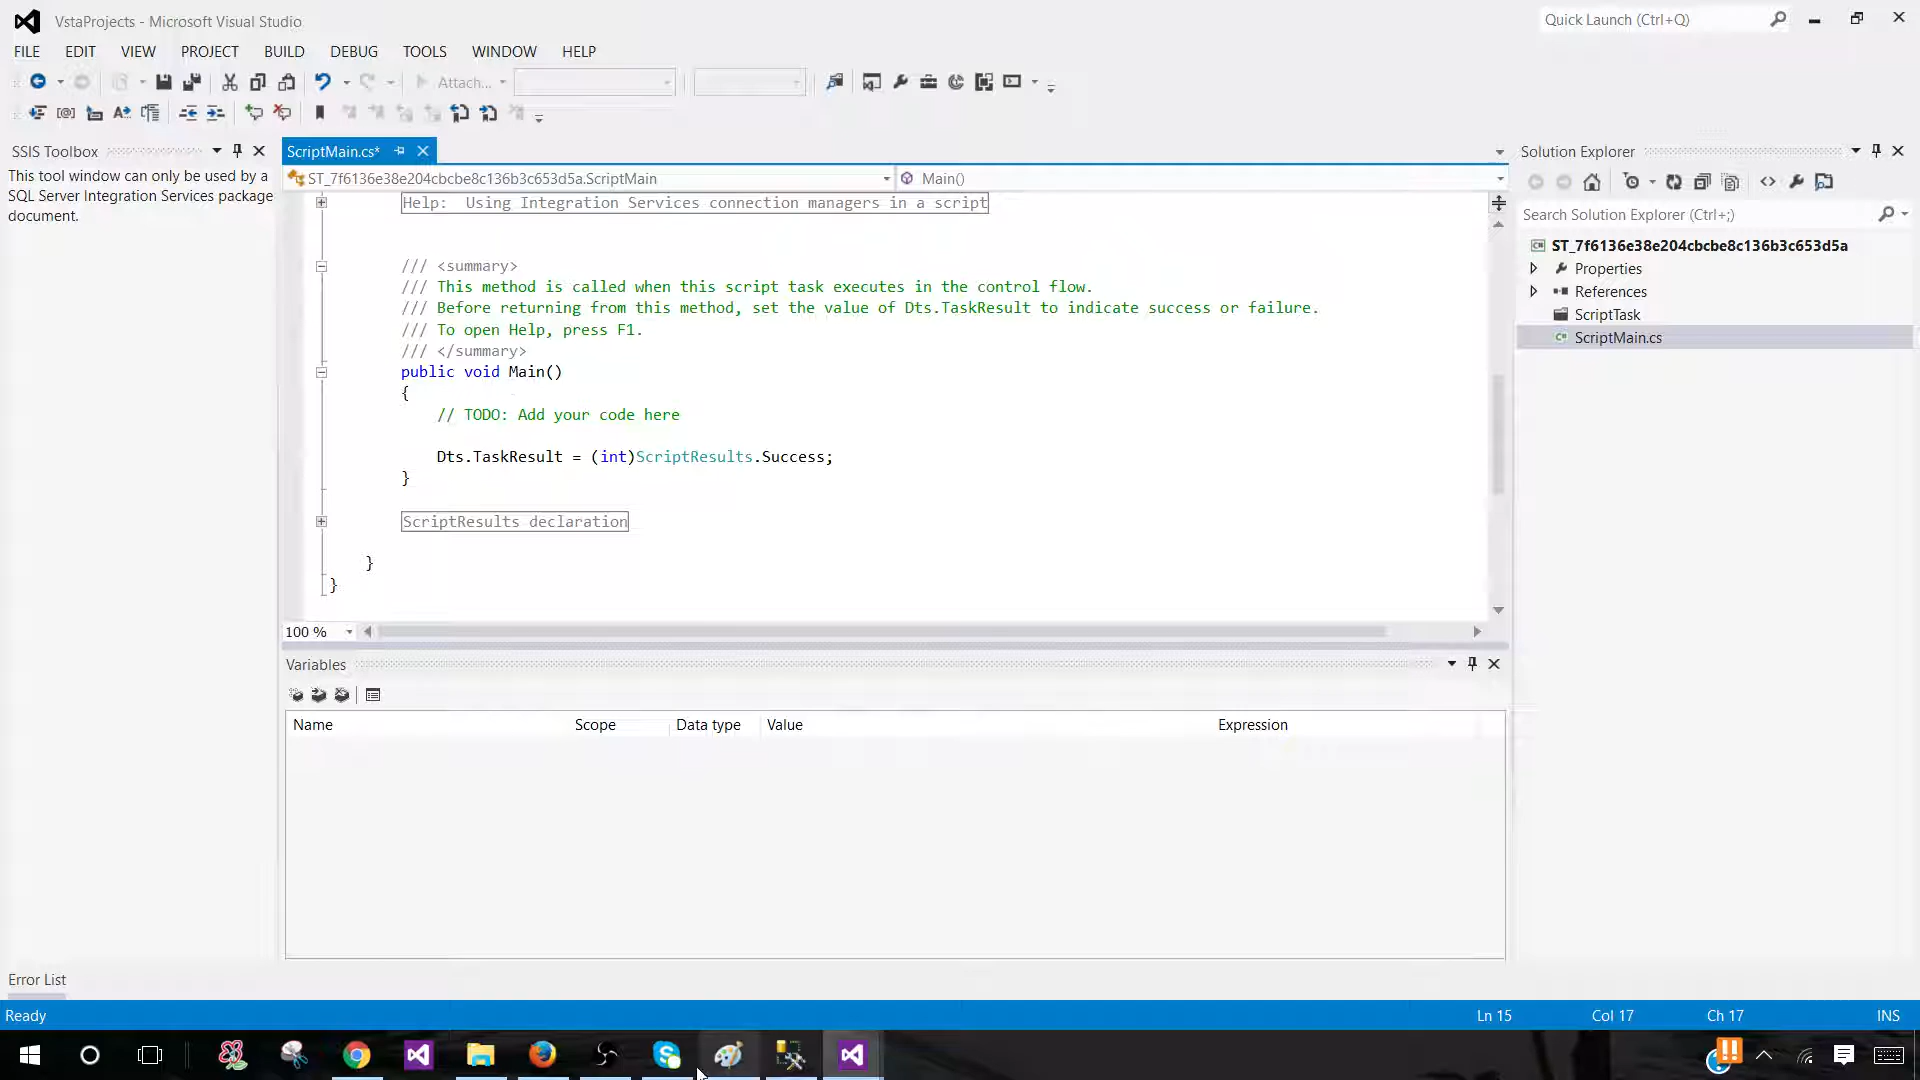 VstaProjects - Microsoft Visual Studio
Quick Launch (Ctrl+Q)
FILE EDIT VIEW PROJECT BUILD DEBUG TOOLS WINDOW HELP
Attach...
SSIS Toolbox
This tool window can only be used by a
SQL Server Integration Services package
document.
ScriptMain.cs*
ST_7f6136e38e204cbcbe8c136b3c653d5a.ScriptMain
Main()
Help:  Using Integration Services connection managers in a script
/// <summary>
/// This method is called when this script task executes in the control flow.
/// Before returning from this method, set the value of Dts.TaskResult to indicate success or failure.
/// To open Help, press F1.
/// </summary>
public void Main()
{
// TODO: Add your code here
Dts.TaskResult = (int)ScriptResults.Success;
}
ScriptResults declaration
}
}
100 %
Variables
Name Scope Data type Value Expression
Solution Explorer
Search Solution Explorer (Ctrl+;)
ST_7f6136e38e204cbcbe8c136b3c653d5a
Properties
References
ScriptTask
ScriptMain.cs
Error List
Ready
Ln 15 Col 17 Ch 17 INS